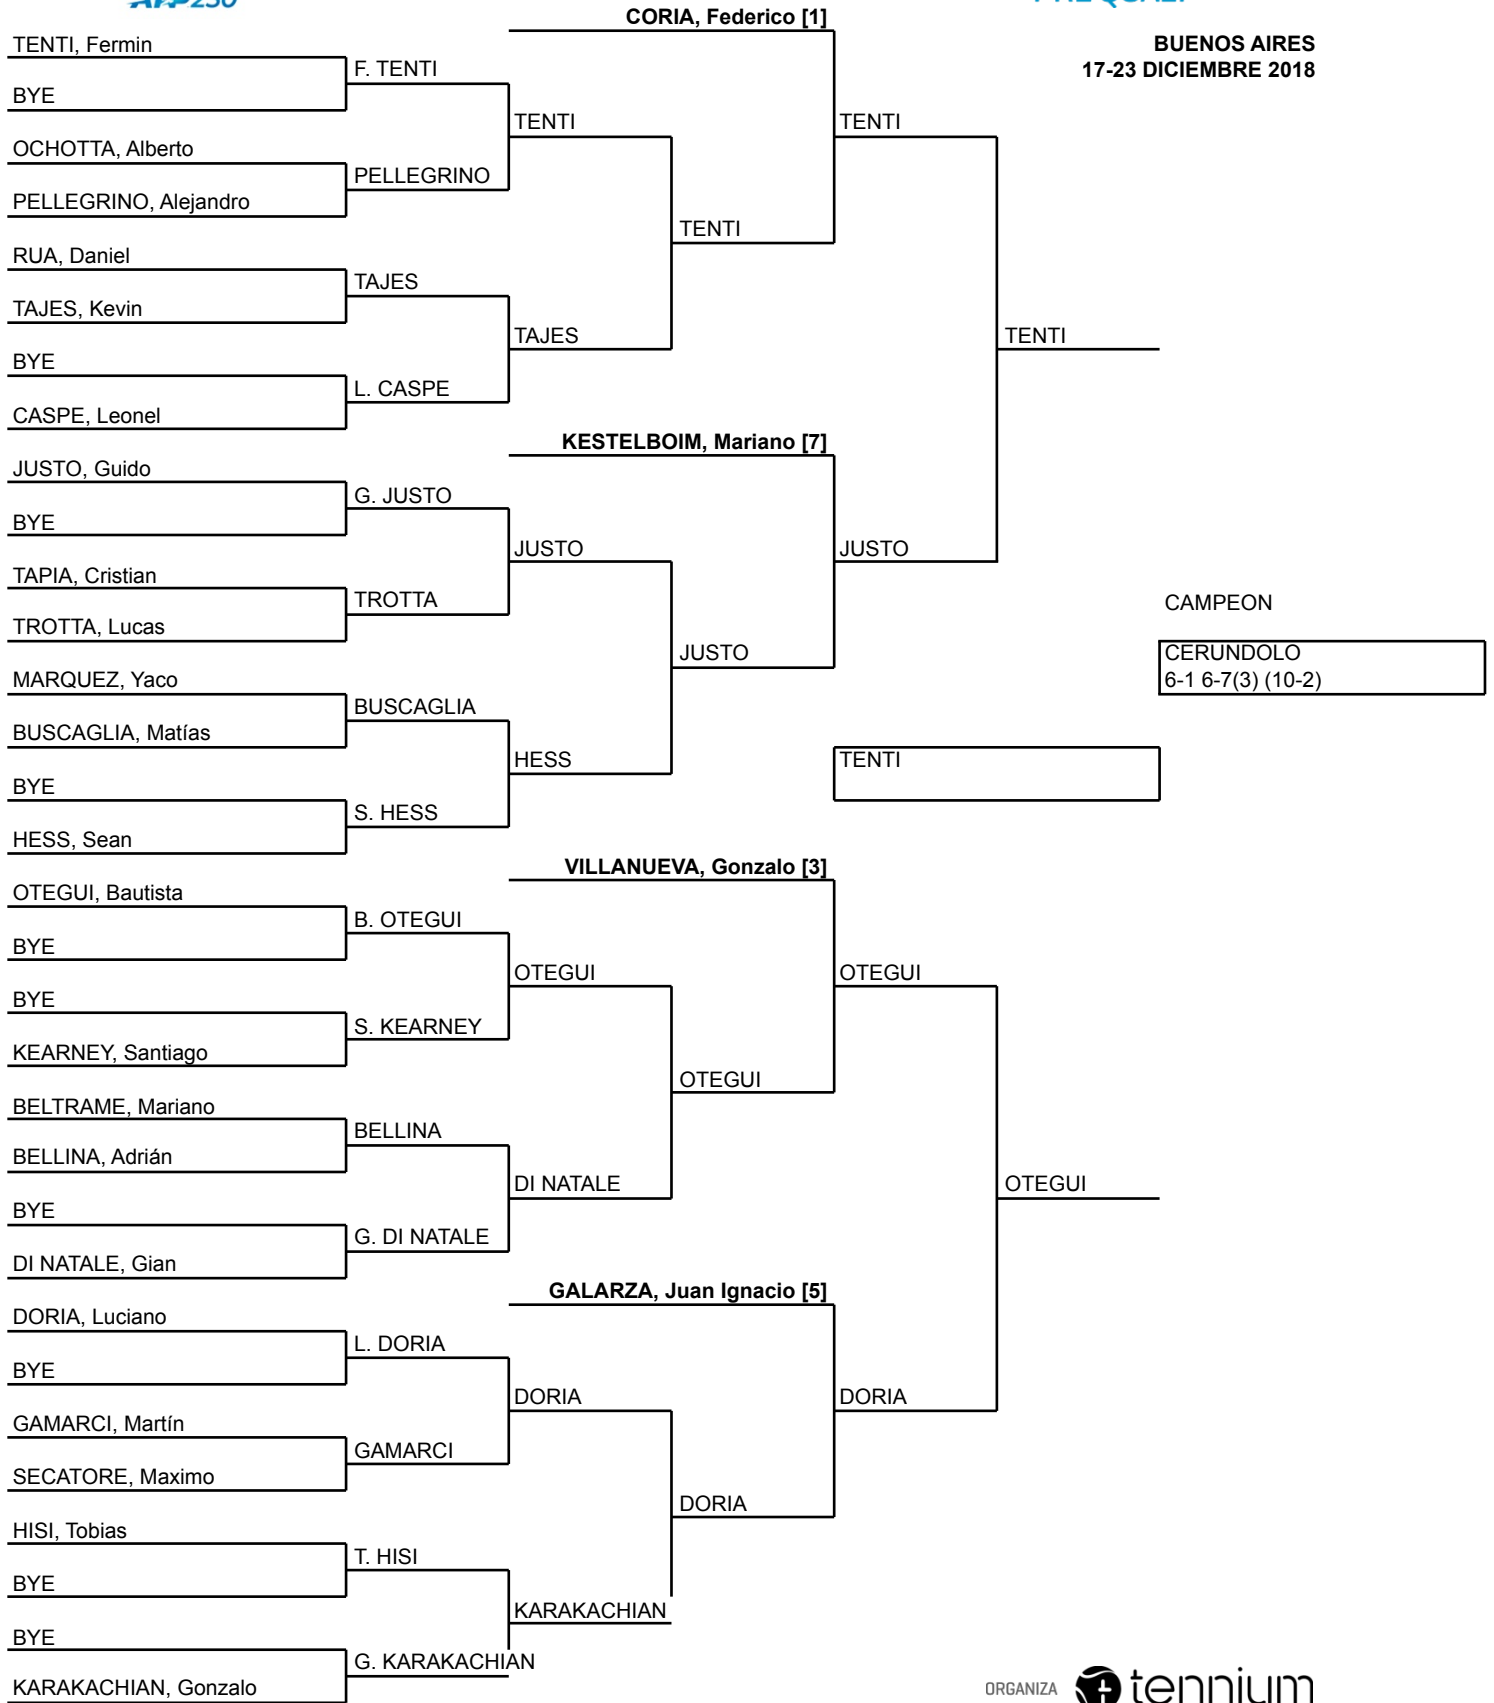 CORIA, Federico [1]
BUENOS AIRES
17-23 DICIEMBRE 2018
TENTI, Fermin
F. TENTI
BYE
TENTI
TENTI
OCHOTTA, Alberto
PELLEGRINO
PELLEGRINO, Alejandro
TENTI
RUA, Daniel
TAJES
TAJES, Kevin
TAJES
TENTI
BYE
L. CASPE
CASPE, Leonel
KESTELBOIM, Mariano [7]
JUSTO, Guido
G. JUSTO
BYE
JUSTO
JUSTO
TAPIA, Cristian
TROTTA
CAMPEON
TROTTA, Lucas
JUSTO
CERUNDOLO
6-1 6-7(3) (10-2)
MARQUEZ, Yaco
BUSCAGLIA
BUSCAGLIA, Matías
HESS
TENTI
BYE
S. HESS
HESS, Sean
VILLANUEVA, Gonzalo [3]
OTEGUI, Bautista
B. OTEGUI
BYE
OTEGUI
OTEGUI
BYE
S. KEARNEY
KEARNEY, Santiago
OTEGUI
BELTRAME, Mariano
BELLINA
BELLINA, Adrián
DI NATALE
OTEGUI
BYE
G. DI NATALE
DI NATALE, Gian
GALARZA, Juan Ignacio [5]
DORIA, Luciano
L. DORIA
BYE
DORIA
DORIA
GAMARCI, Martín
GAMARCI
SECATORE, Maximo
DORIA
HISI, Tobias
T. HISI
BYE
KARAKACHIAN
BYE
G. KARAKACHIAN
KARAKACHIAN, Gonzalo
ORGANIZA
tennium